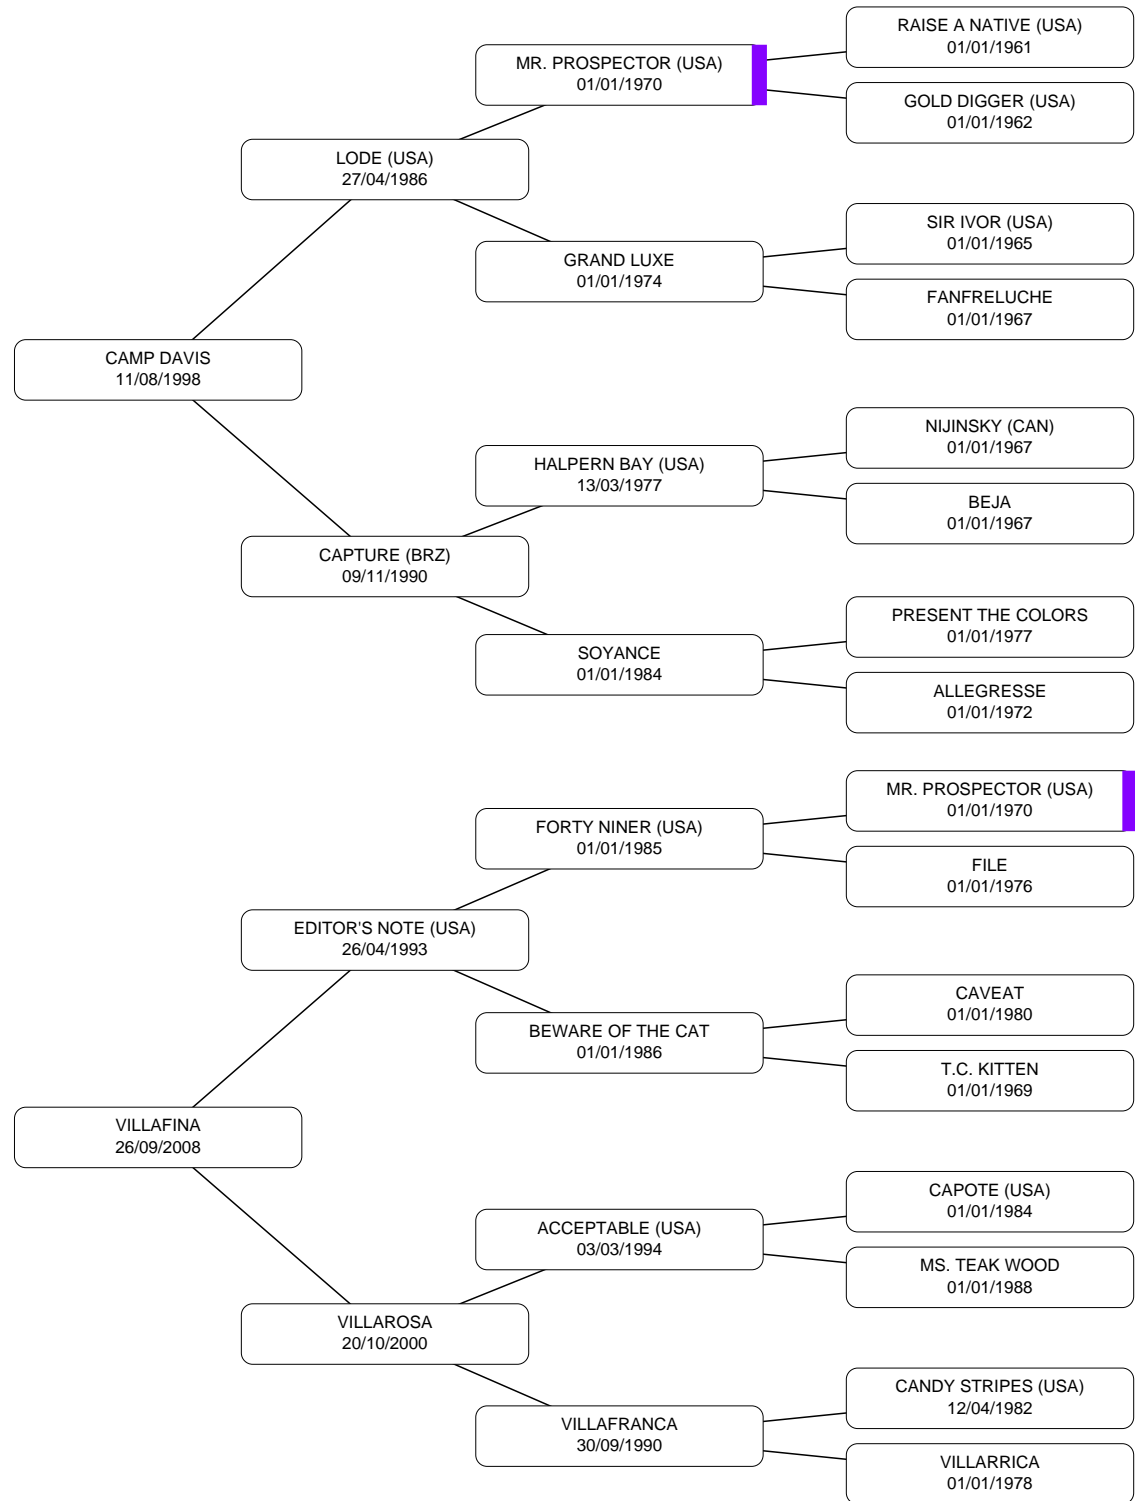 RAISE A NATIVE (USA)
01/01/1961
MR. PROSPECTOR (USA)
01/01/1970
GOLD DIGGER (USA)
01/01/1962
LODE (USA)
27/04/1986
SIR IVOR (USA)
01/01/1965
GRAND LUXE
01/01/1974
FANFRELUCHE
01/01/1967
CAMP DAVIS
11/08/1998
NIJINSKY (CAN)
01/01/1967
HALPERN BAY (USA)
13/03/1977
BEJA
01/01/1967
CAPTURE (BRZ)
09/11/1990
PRESENT THE COLORS
01/01/1977
SOYANCE
01/01/1984
ALLEGRESSE
01/01/1972
MR. PROSPECTOR (USA)
01/01/1970
FORTY NINER (USA)
01/01/1985
FILE
01/01/1976
EDITOR'S NOTE (USA)
26/04/1993
CAVEAT
01/01/1980
BEWARE OF THE CAT
01/01/1986
T.C. KITTEN
01/01/1969
VILLAFINA
26/09/2008
CAPOTE (USA)
01/01/1984
ACCEPTABLE (USA)
03/03/1994
MS. TEAK WOOD
01/01/1988
VILLAROSA
20/10/2000
CANDY STRIPES (USA)
12/04/1982
VILLAFRANCA
30/09/1990
VILLARRICA
01/01/1978